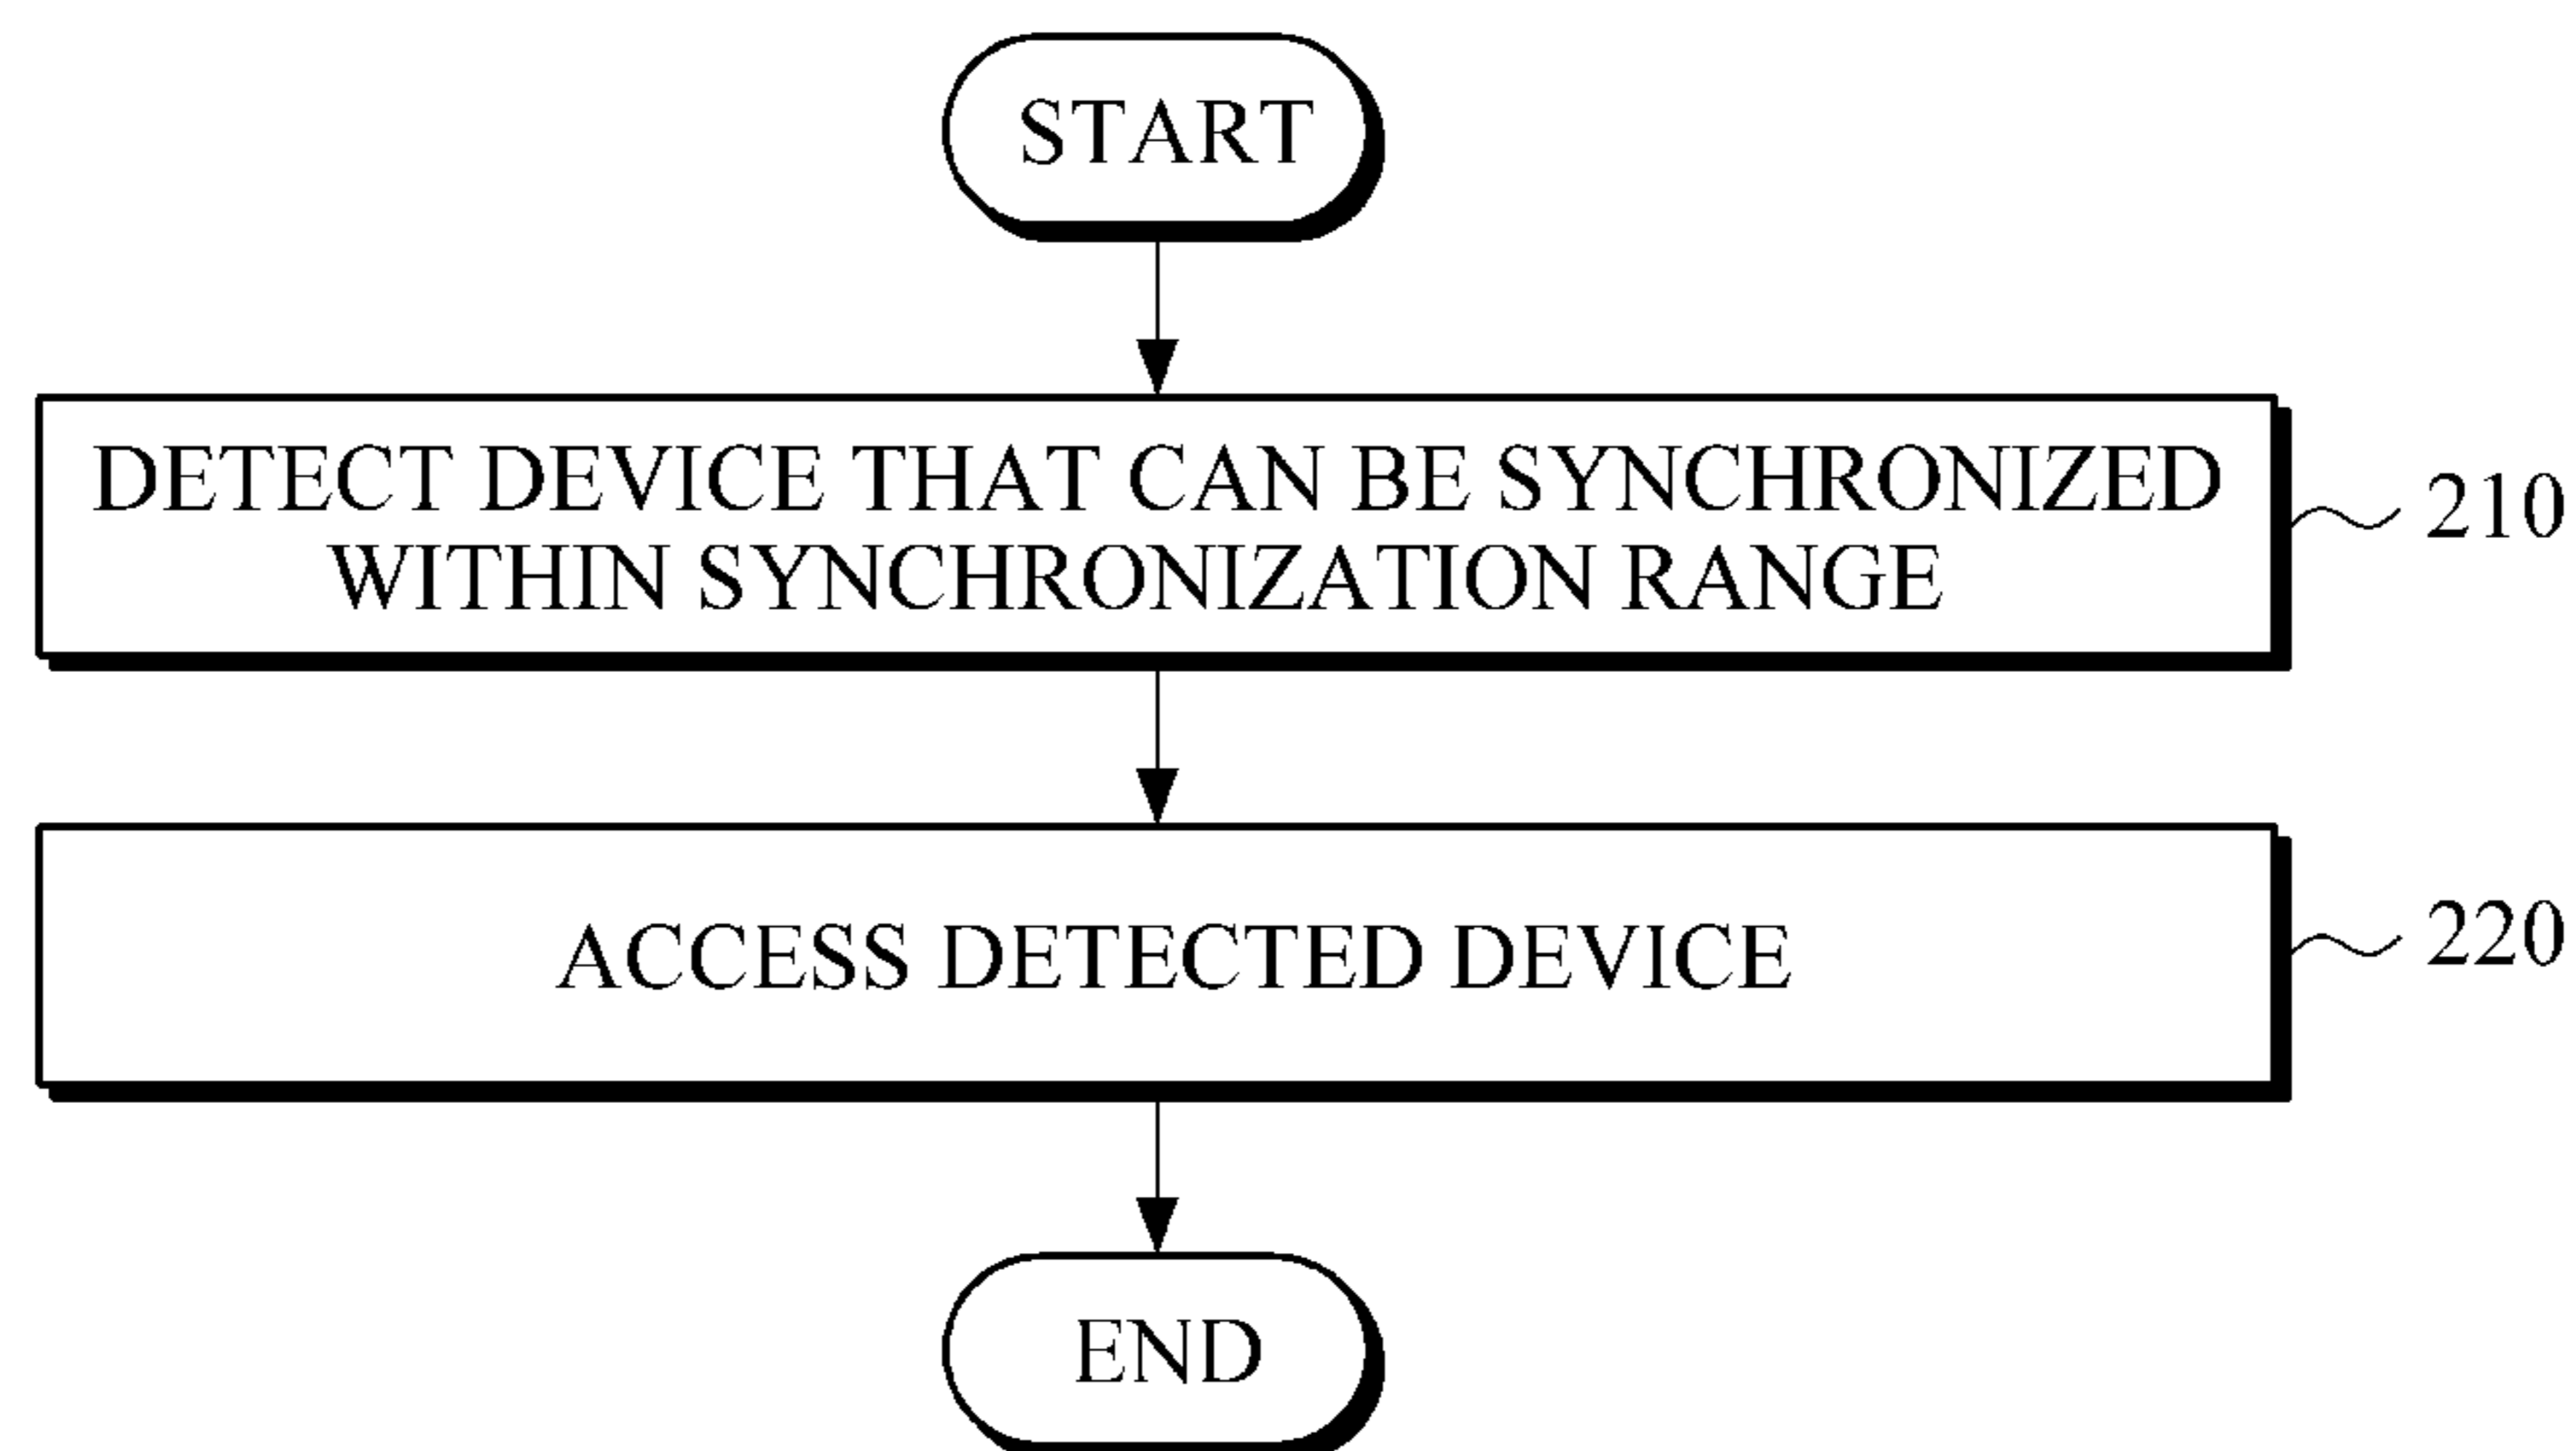 START
DETECT DEVICE THAT CAN BE SYNCHRONIZED
WITHIN SYNCHRONIZATION RANGE
210
ACCESS DETECTED DEVICE
220
END